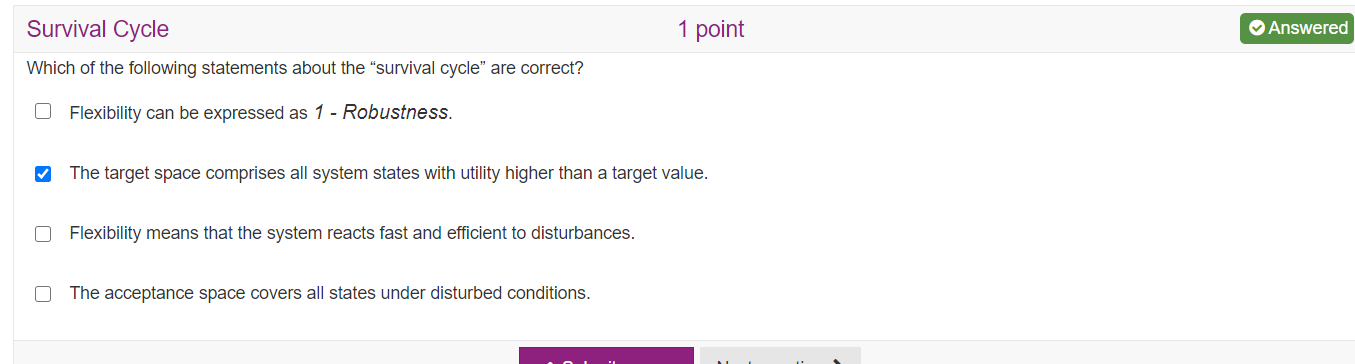 Survival Cycle 1 point Answered
Which of the following statements about the “survival cycle” are correct?
Flexibility can be expressed as 1 - Robustness.
The target space comprises all system states with utility higher than a target value.
Flexibility means that the system reacts fast and efficient to disturbances.
The acceptance space covers all states under disturbed conditions.